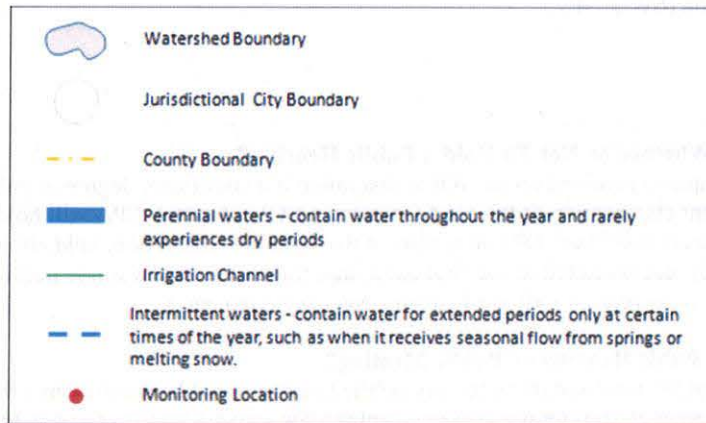 Watershed Boundary
Jurisdictional City Boundary
County Boundary
Perennial waters – contain water throughout the year and rarely
experiences dry periods
Irrigation Channel
Intermittent waters - contain water for extended periods only at certain
times of the year, such as when it receives seasonal flow from springs or
melting snow.
Monitoring Location